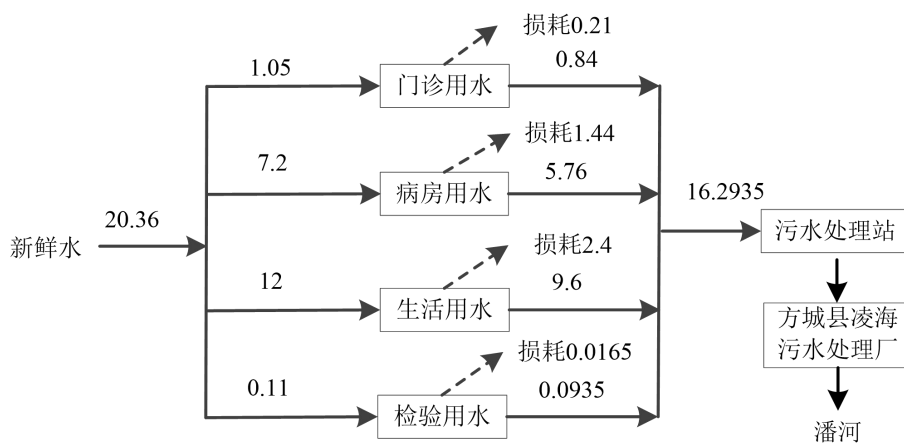 损耗0.21
1.05
门诊用水
0.84
损耗1.44
7.2
病房用水
5.76
20.36
新鲜水
16.2935
污水处理站
损耗2.4
12
生活用水
9.6
方城县凌海
污水处理厂
损耗0.0165
0.11
检验用水
0.0935
潘河